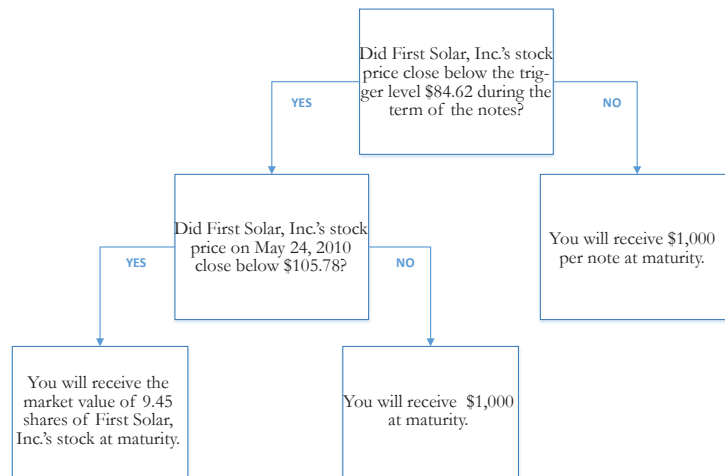 Did First Solar, Inc.'s stock
price close below the trig-
ger level $84.62 during the
term of the notes?
YES
NO
Did First Solar, Inc.'s stock
price on May 24, 2010
close below $105.78?
You will receive $1,000
per note at maturity.
YES
NO
You will receive the
market value of 9.45
shares of First Solar,
Inc.'s stock at maturity.
You will receive $1,000
at maturity.